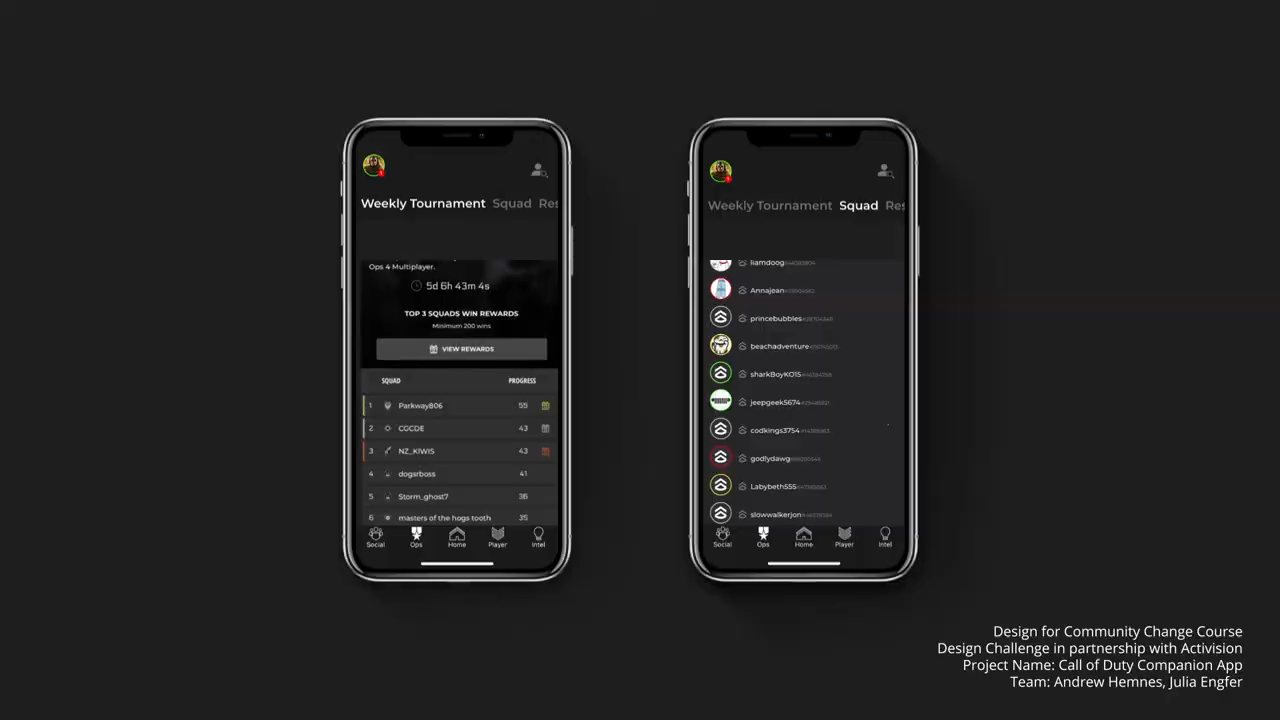 Weekly Tournament Squad Res
Ops 4 Multiplayer.
5d 6h 43m 4s
TOP 3 SQUADS WIN REWARDS
Minimum 200 wins
VIEW REWARDS
SQUAD PROGRESS
1 Parkway806 55
2 CGCDE 43
3 NZ_KIWIS 43
4 dogsrboss 41
5 Storm_ghost7 36
6 masters of the hogs tooth 35
Social Ops Home Player Intel
Weekly Tournament Squad Res
liamdoog
Annajean
princebubbles
beachadventure
sharkBoyKO15
jeepgeek5674
codkings3754
godlydawg
Labybeth555
slowwalkerjon
Social Ops Home Player Intel
Design for Community Change Course
Design Challenge in partnership with Activision
Project Name: Call of Duty Companion App
Team: Andrew Hemnes, Julia Engfer